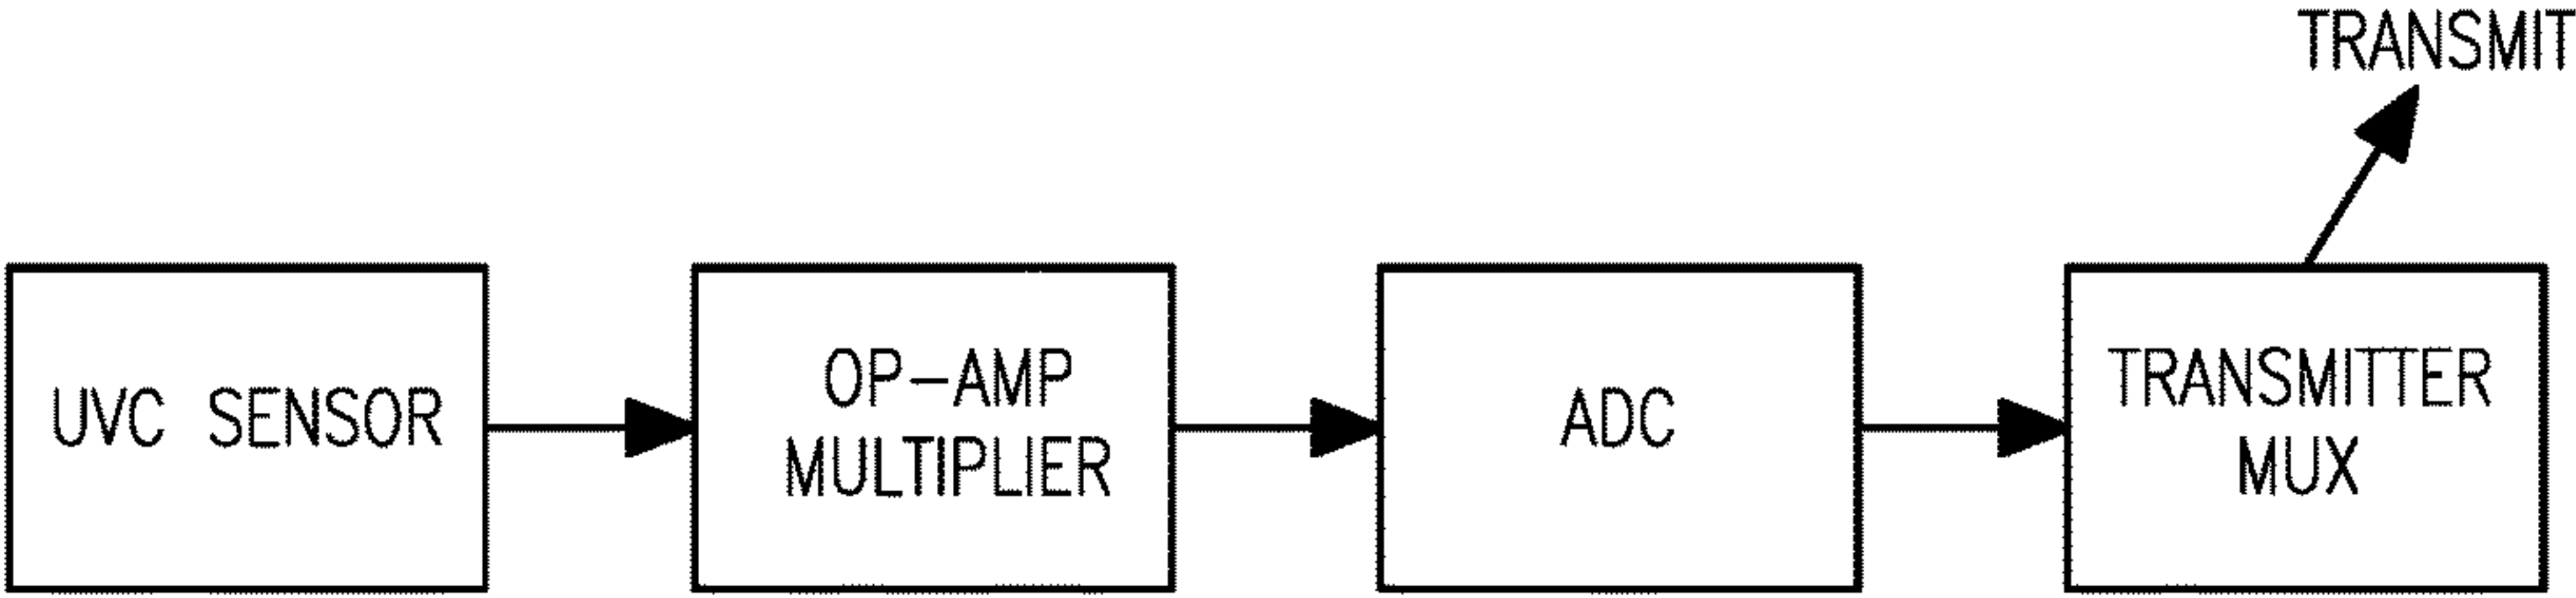 TRANSMIT
UVC SENSOR
OP-AMP
MULTIPLIER
ADC
TRANSMITTER
MUX